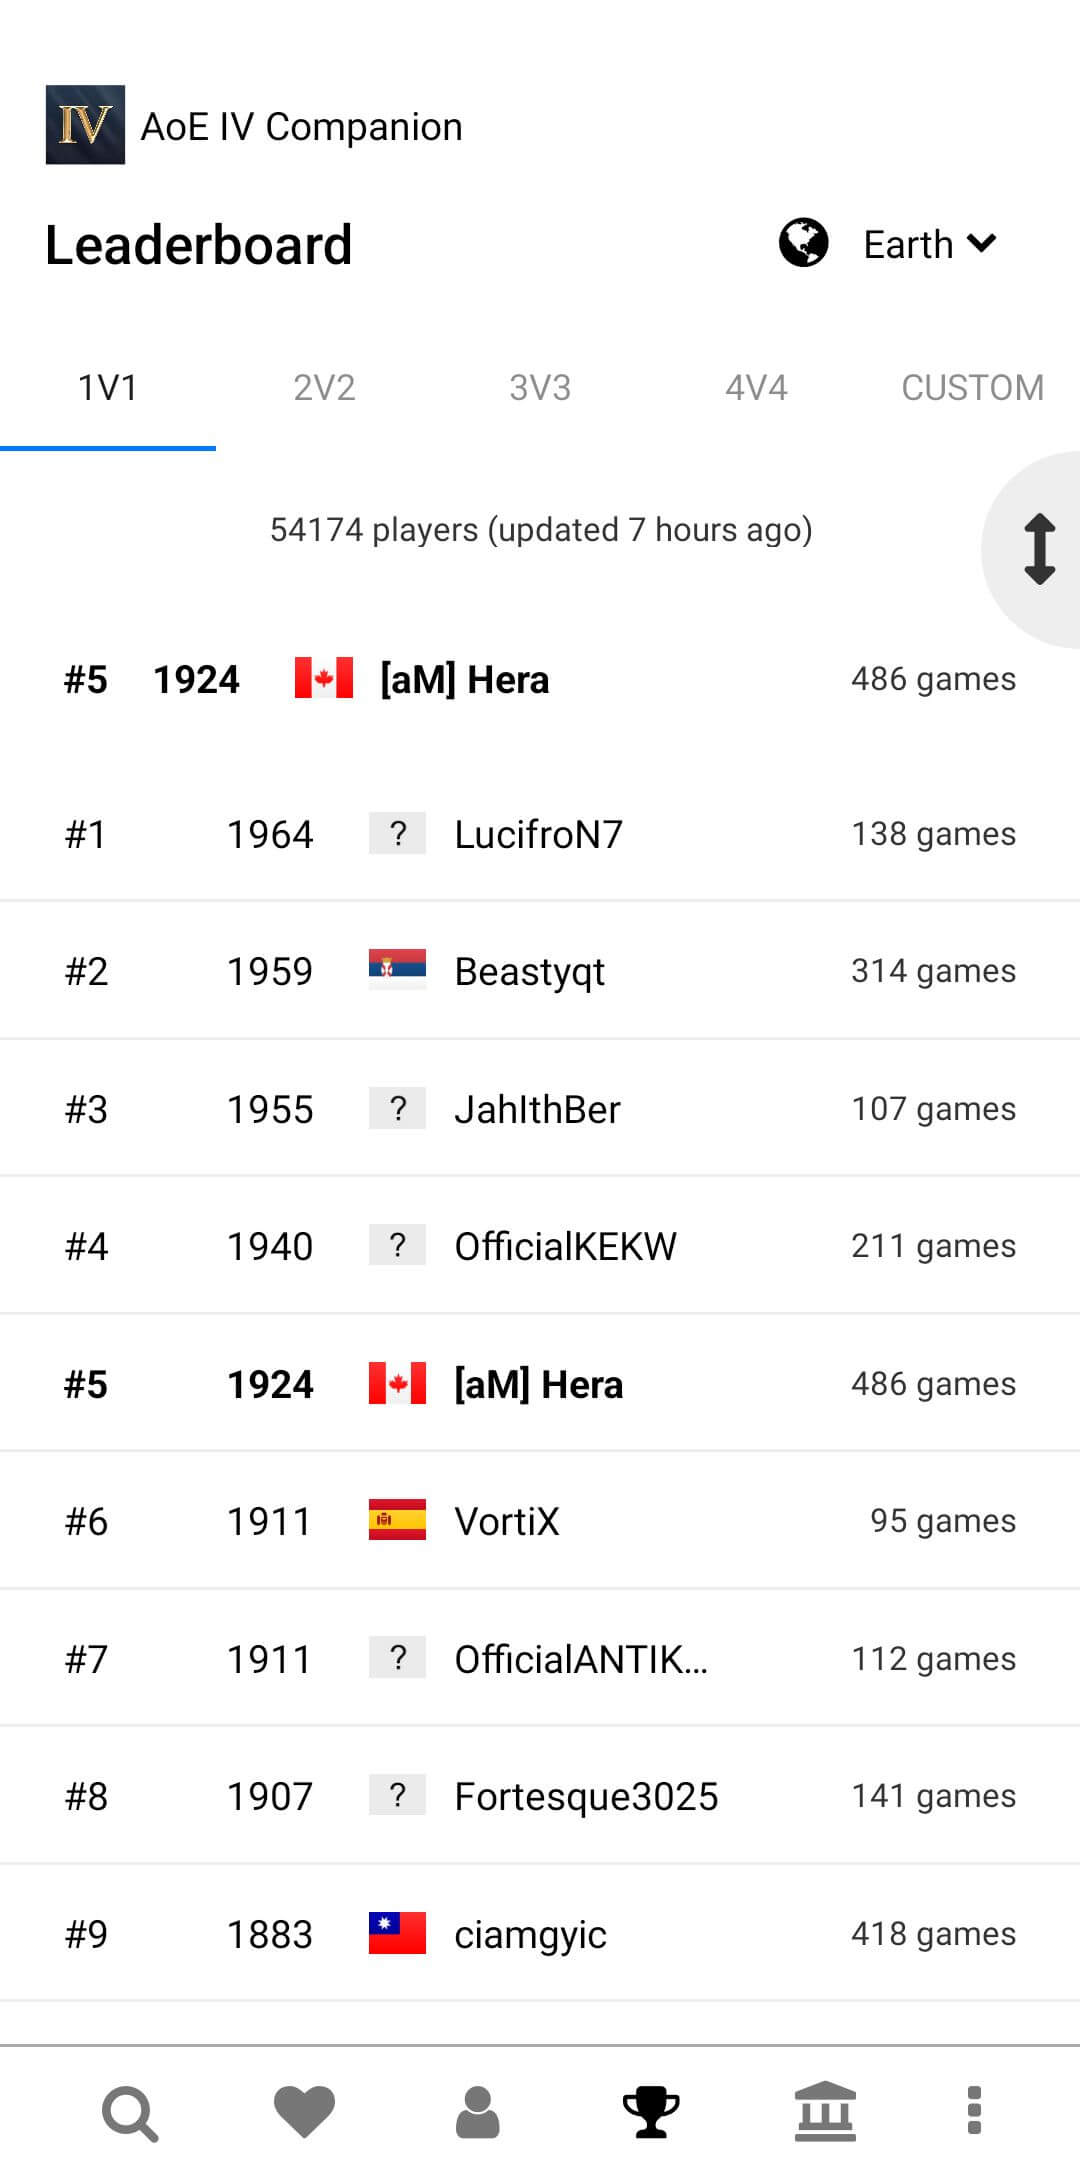 IV AoE IV Companion
Leaderboard Earth
1V1 2V2 3V3 4V4 CUSTOM
54174 players (updated 7 hours ago)
#5 1924 [aM] Hera 486 games
#1 1964 ? LucifroN7 138 games
#2 1959 Beastyqt 314 games
#3 1955 ? JahIthBer 107 games
#4 1940 ? OfficialKEKW 211 games
#5 1924 [aM] Hera 486 games
#6 1911 VortiX 95 games
#7 1911 ? OfficialANTIK... 112 games
#8 1907 ? Fortesque3025 141 games
#9 1883 ciamgyic 418 games